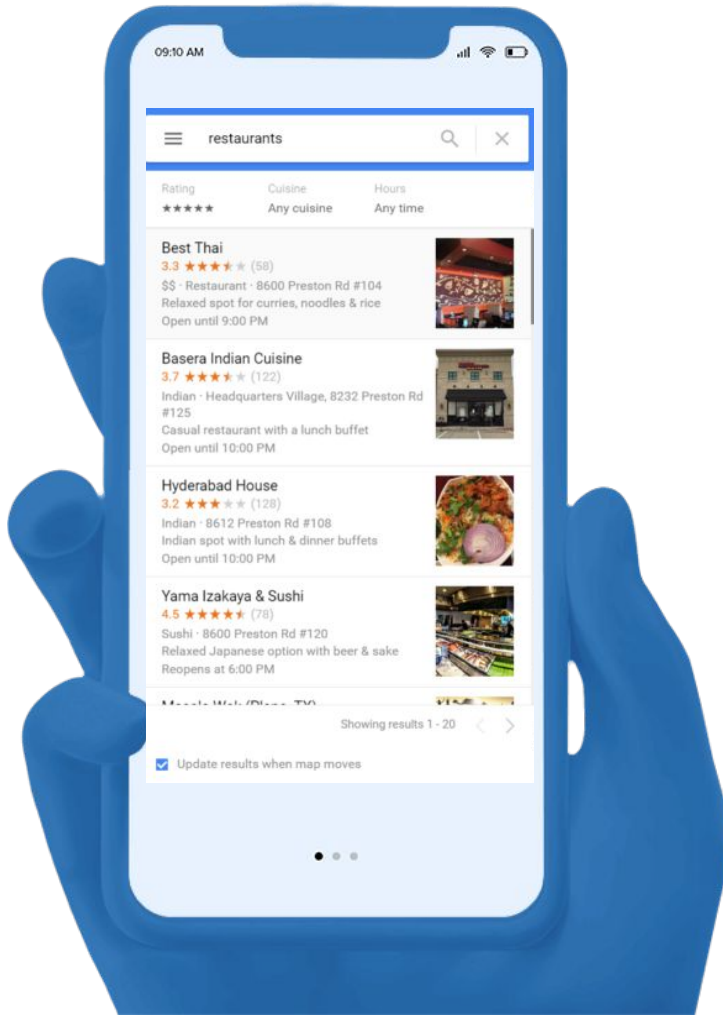 09:10 AM
restaurants
Rating Cuisine Hours
★★★★★ Any cuisine Any time
Best Thai
3.3 ★★★★★ (58)
$$ · Restaurant · 8600 Preston Rd #104
Relaxed spot for curries, noodles & rice
Open until 9:00 PM
Basera Indian Cuisine
3.7 ★★★★★ (122)
Indian · Headquarters Village, 8232 Preston Rd
#125
Casual restaurant with a lunch buffet
Open until 10:00 PM
Hyderabad House
3.2 ★★★★★ (128)
Indian · 8612 Preston Rd #108
Indian spot with lunch & dinner buffets
Open until 10:00 PM
Yama Izakaya & Sushi
4.5 ★★★★★ (78)
Sushi · 8600 Preston Rd #120
Relaxed Japanese option with beer & sake
Reopens at 6:00 PM
Masala Wok (Plano, TX)
Showing results 1 - 20
Update results when map moves